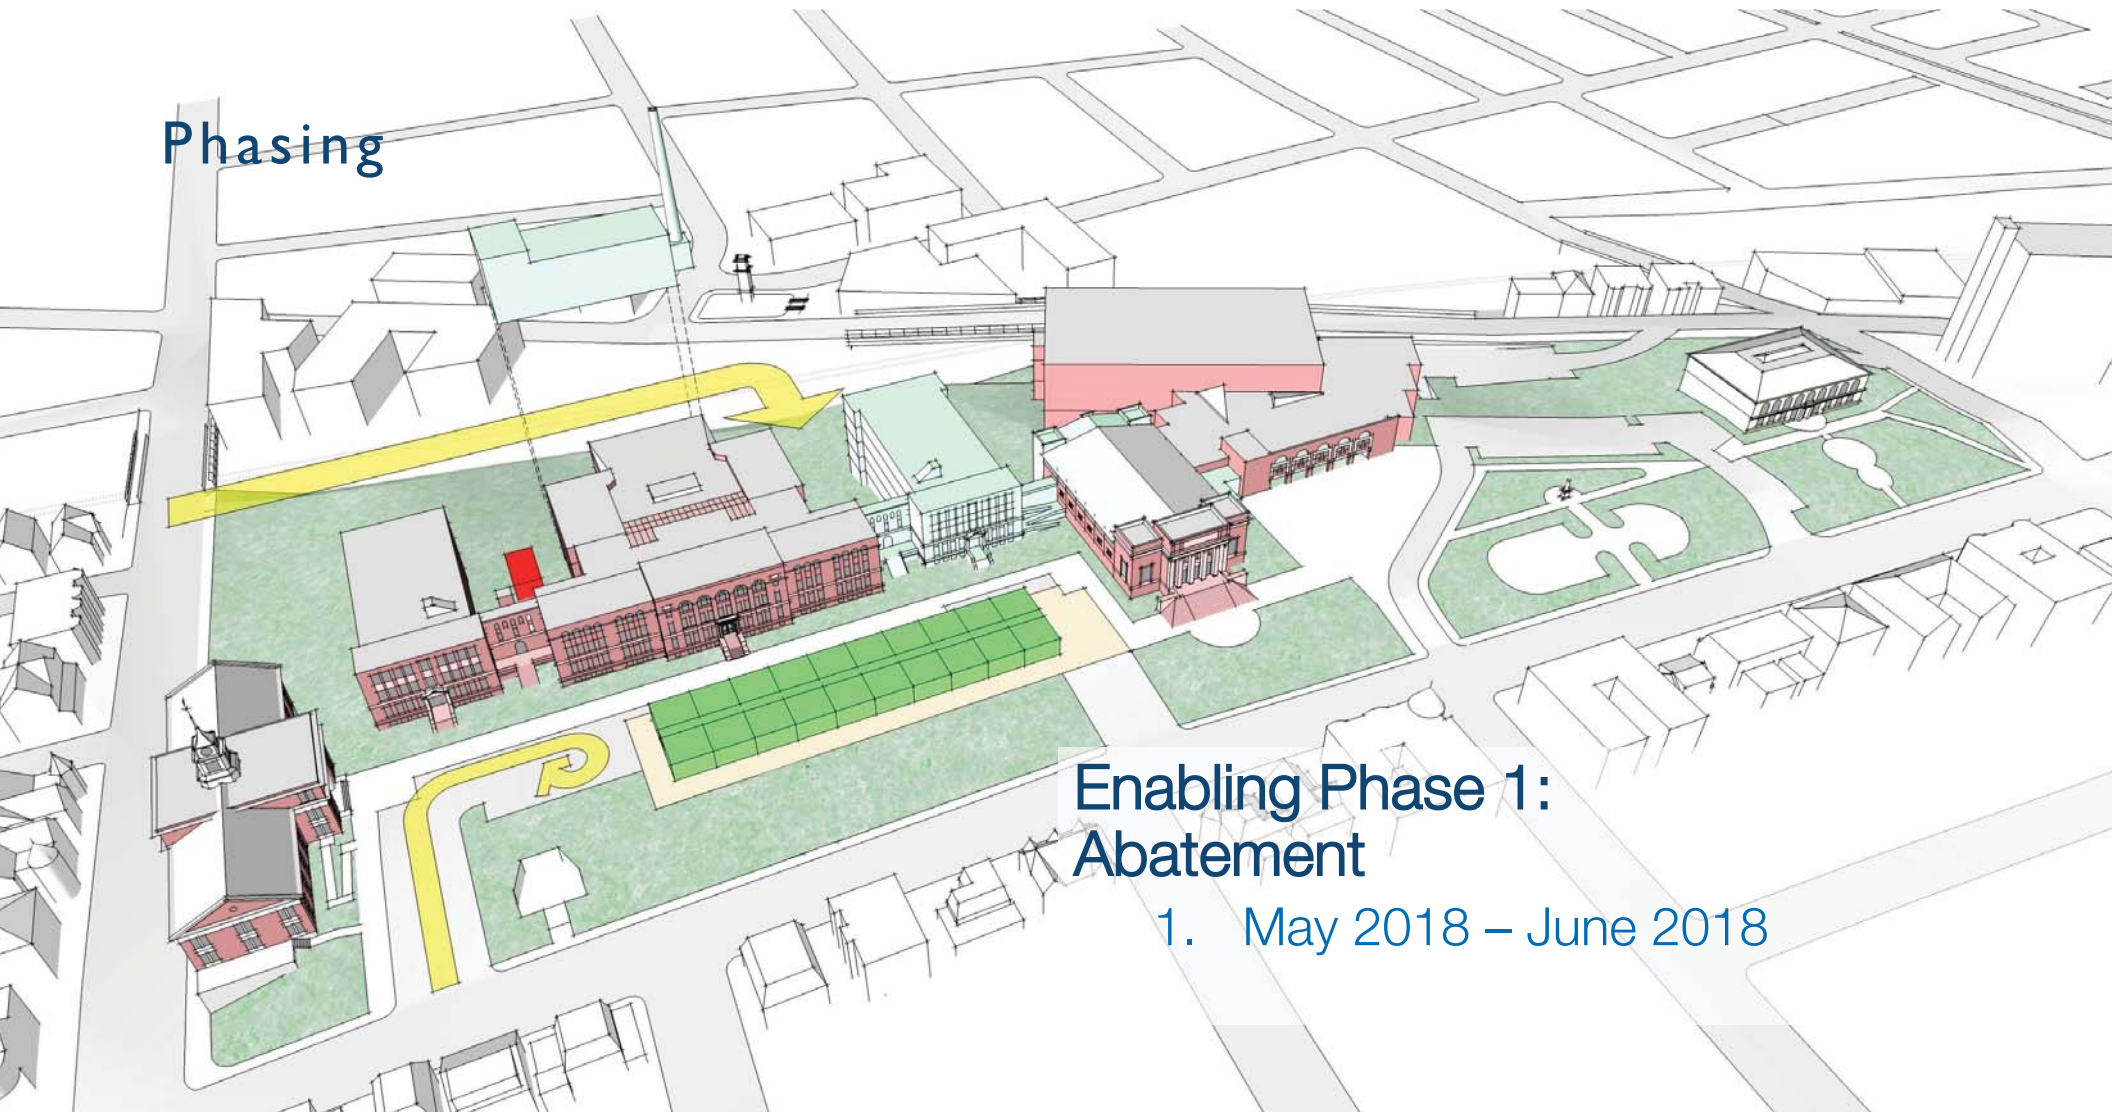 Phasing
Enabling Phase 1:
Abatement
1. May 2018 – June 2018